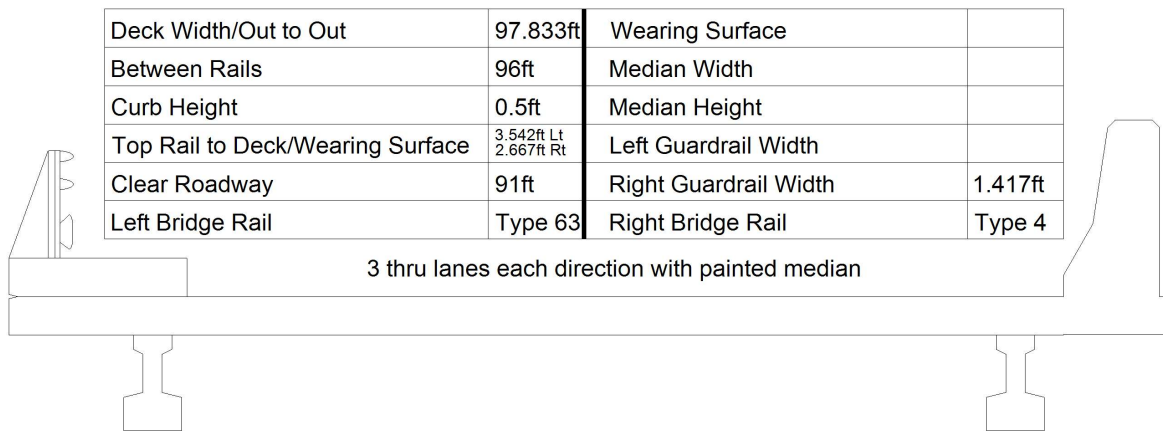 Deck Width/Out to Out 97.833ft Wearing Surface
Between Rails 96ft Median Width
Curb Height 0.5ft Median Height
Top Rail to Deck/Wearing Surface 3.542ft Lt
2.667ft Rt Left Guardrail Width
Clear Roadway 91ft Right Guardrail Width 1.417ft
Left Bridge Rail Type 63 Right Bridge Rail Type 4
3 thru lanes each direction with painted median